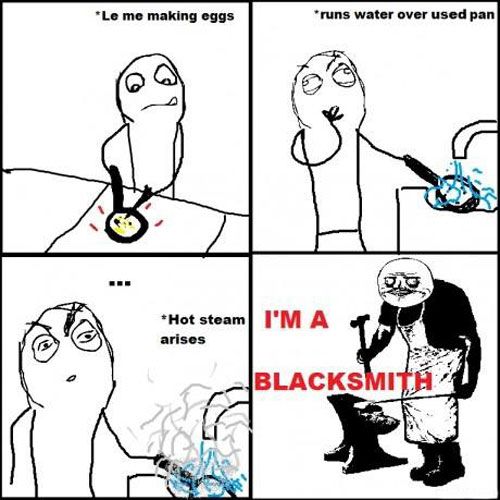 *Le me making eggs
*runs water over used pan
...
*Hot steam
arises
I'M A
BLACKSMITH